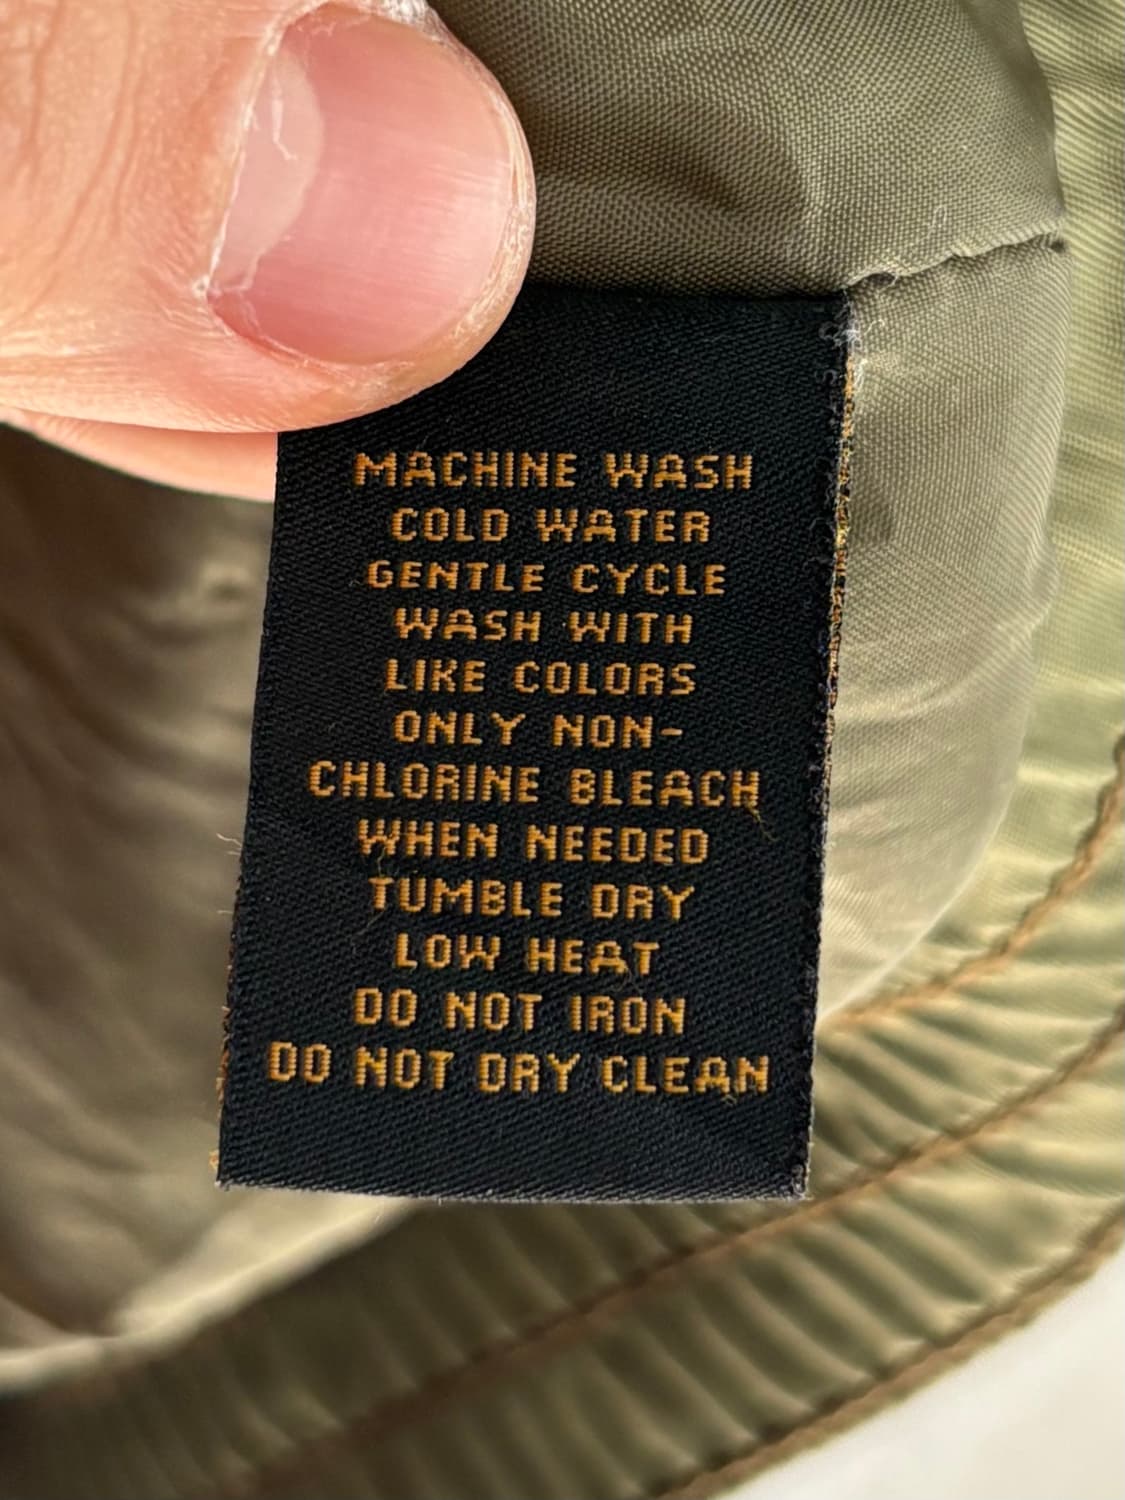 MACHINE WASH
COLD WATER
GENTLE CYCLE
WASH WITH
LIKE COLORS
ONLY NON-
CHLORINE BLEACH
WHEN NEEDED
TUMBLE DRY
LOW HEAT
DO NOT IRON
DO NOT DRY CLEAN